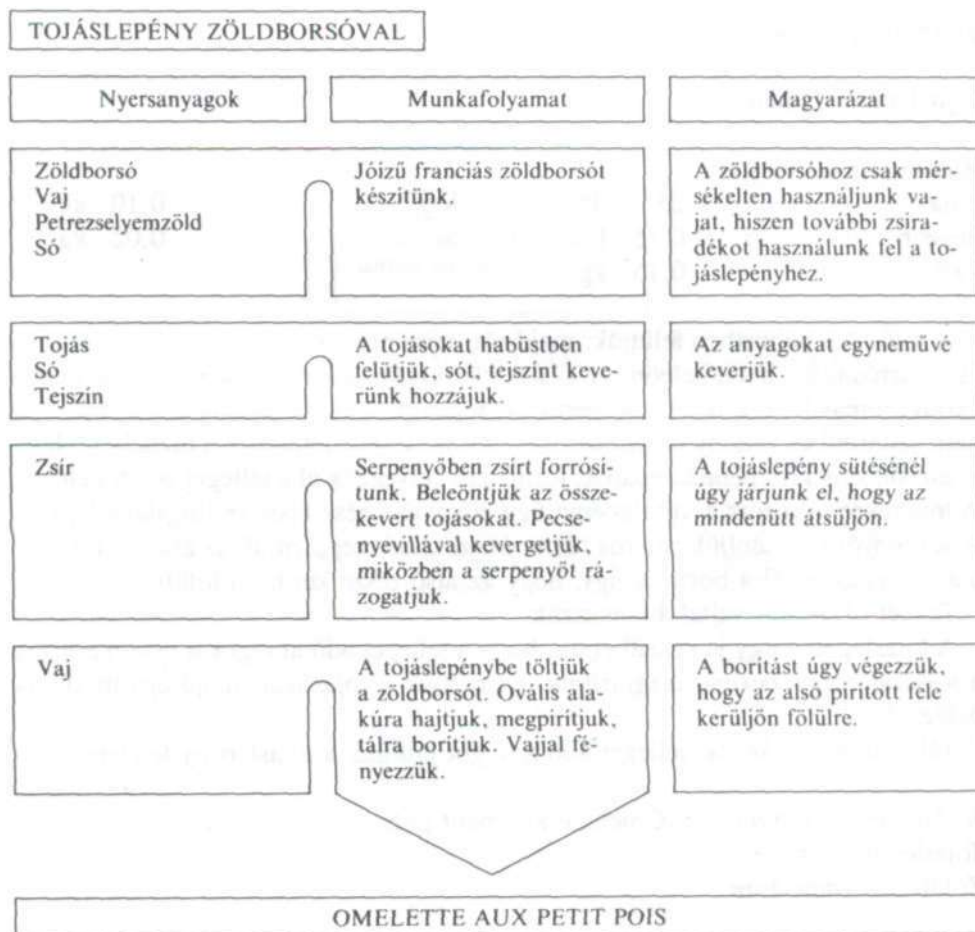 TOJÁSLEPÉNY ZÖLDBORSÓVAL
Nyersanyagok
Munkafolyamat
Magyarázat
Zöldborsó
Vaj
Petrezselyemzöld
Só
Jóizű franciás zöldborsót
készítünk.
A zöldborsóhoz csak mér-
sékelten használjunk va-
jat, hiszen további zsira-
dékot használunk fel a to-
jáslepényhez.
Tojás
Só
Tejszín
A tojásokat habüstben
felütjük, sót, tejszínt keve-
rünk hozzájuk.
Az anyagokat egyneművé
keverjük.
Zsír
Serpenyőben zsírt forrósí-
tunk. Beleöntjük az össze-
kevert tojásokat. Pecse-
nyevillával kevergetjük,
miközben a serpenyőt rá-
zogatjuk.
A tojáslepény sütésénél
úgy járjunk el, hogy az
mindenütt átsüljön.
Vaj
A tojáslepénybe töltjük
a zöldborsót. Ovális ala-
kúra hajtjuk, megpirítjuk,
tálra borítjuk. Vajjal fé-
nyezzük.
A borítást úgy végezzük,
hogy az alsó pirított fele
kerüljön fölülre.
OMELETTE AUX PETIT POIS